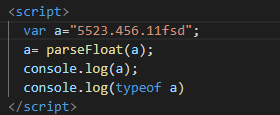 <script>
var a="5523.456.11fsd";
a= parseFloat(a);
console.log(a);
console.log(typeof a)
</script>